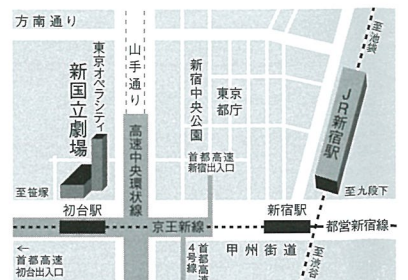 方南通り
山手通り
至池袋
東京オペラシティ
新国立劇場
新宿中央公園
東京
都庁
JR新宿駅
高速中央環状線
首都高速
新宿出入口
至笹塚
至九段下
初台駅
新宿駅
京王新線
都営新宿線
←
首都高速
初台出入口
4号線
首都高速
甲州街道
至渋谷